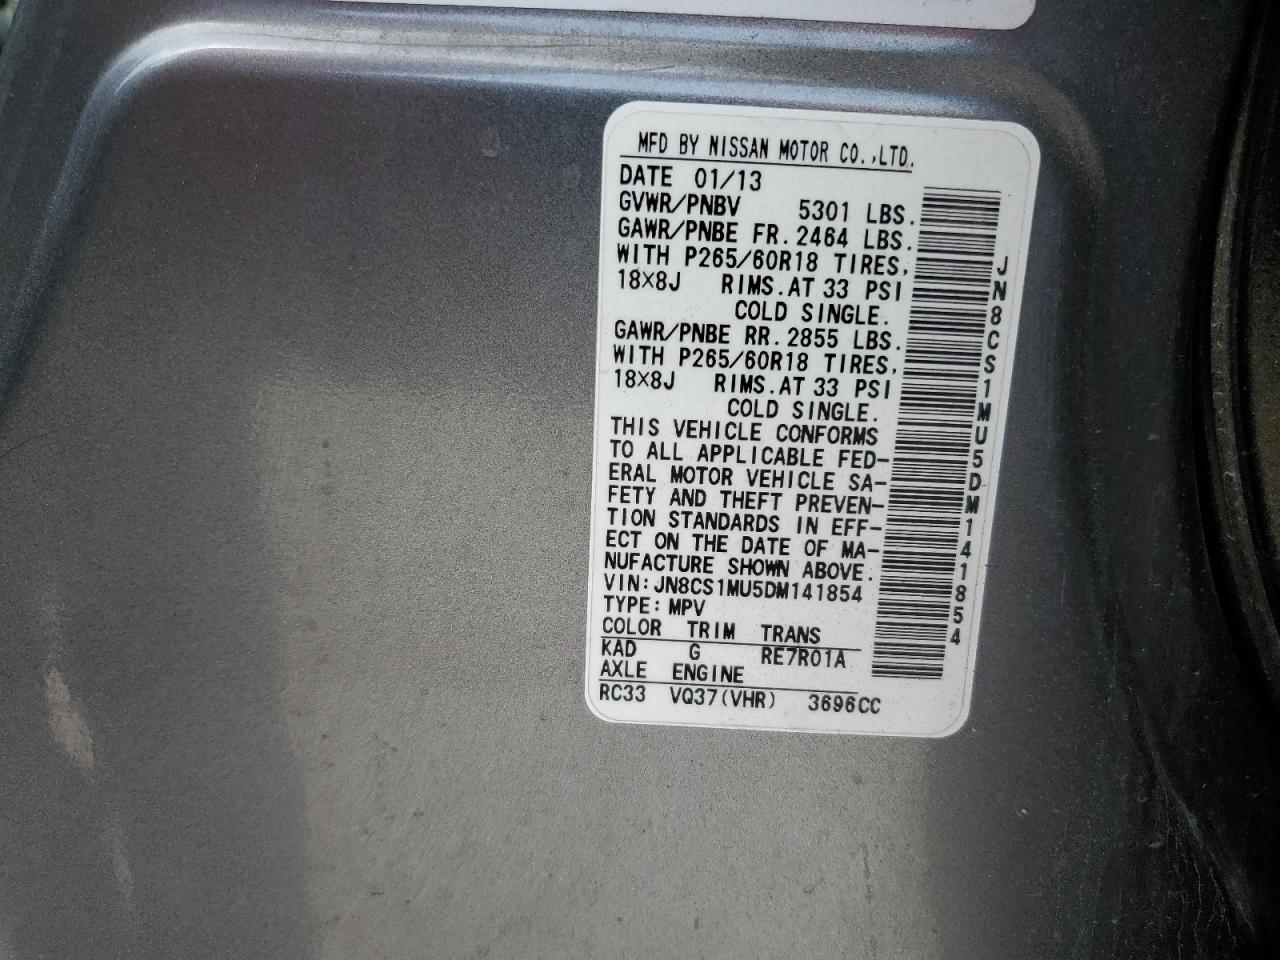 MFD BY NISSAN MOTOR CO.,LTD.
DATE 01/13
GVWR/PNBV 5301 LBS.
GAWR/PNBE FR. 2464 LBS.
WITH P265/60R18 TIRES,
18X8J RIMS. AT 33 PSI
COLD SINGLE.
GAWR/PNBE RR. 2855 LBS.
WITH P265/60R18 TIRES,
18X8J RIMS. AT 33 PSI
COLD SINGLE.
THIS VEHICLE CONFORMS
TO ALL APPLICABLE FED-
ERAL MOTOR VEHICLE SA-
FETY AND THEFT PREVEN-
TION STANDARDS IN EFF-
ECT ON THE DATE OF MA-
NUFACTURE SHOWN ABOVE.
VIN: JN8CS1MU5DM141854
TYPE: MPV
COLOR TRIM TRANS
KAD G RE7R01A
AXLE ENGINE
RC33 VQ37(VHR) 3696CC
JN8CS1MU5DM141854